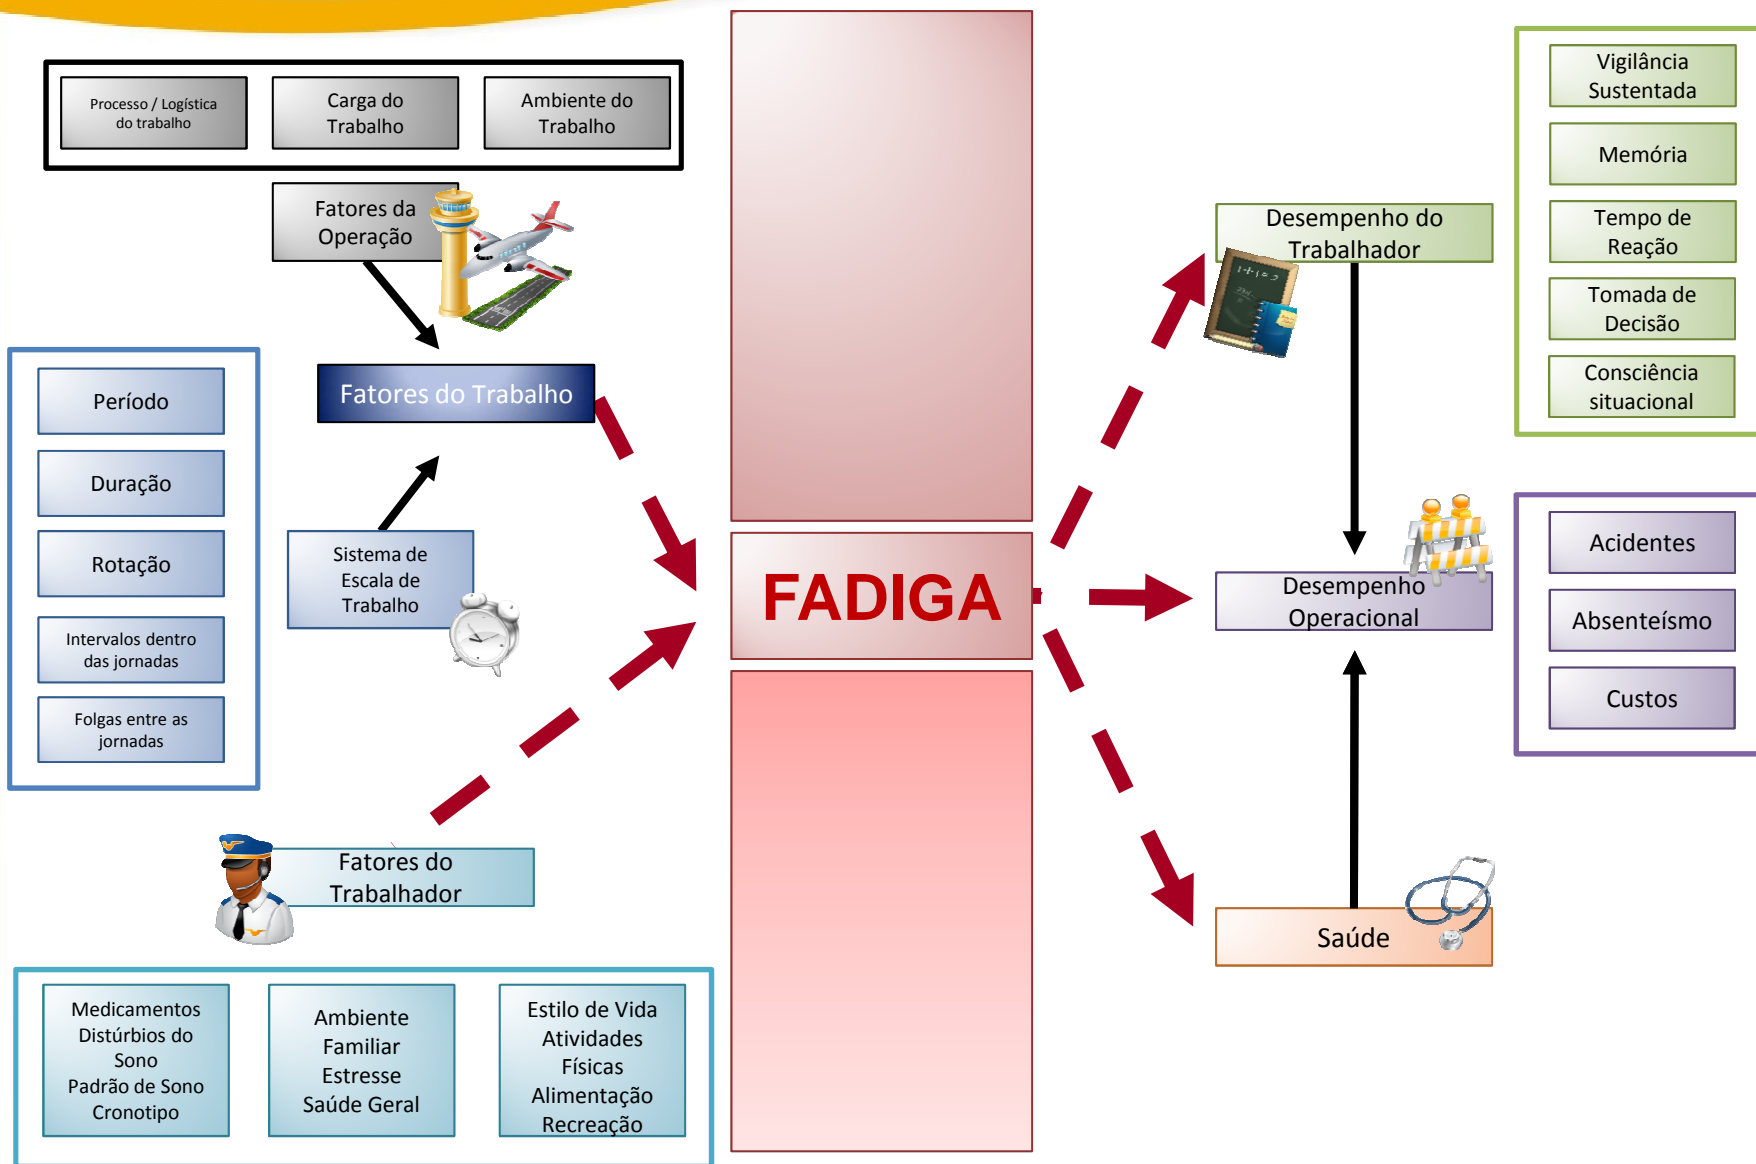 Processo / Logística
do trabalho
Carga do
Trabalho
Ambiente do
Trabalho
Fatores da
Operação
Fatores do Trabalho
Período
Duração
Rotação
Intervalos dentro
das jornadas
Folgas entre as
jornadas
Sistema de
Escala de
Trabalho
Fatores do
Trabalhador
Medicamentos
Distúrbios do
Sono
Padrão de Sono
Cronotipo
Ambiente
Familiar
Estresse
Saúde Geral
Estilo de Vida
Atividades
Físicas
Alimentação
Recreação
FADIGA
Desempenho do
Trabalhador
1+1=3
Desempenho
Operacional
Saúde
Vigilância
Sustentada
Memória
Tempo de
Reação
Tomada de
Decisão
Consciência
situacional
Acidentes
Absenteísmo
Custos